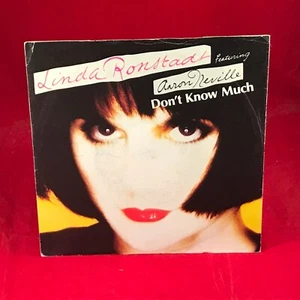 Linda Ronstadt Featuring
Aaron Neville
Don't Know Much